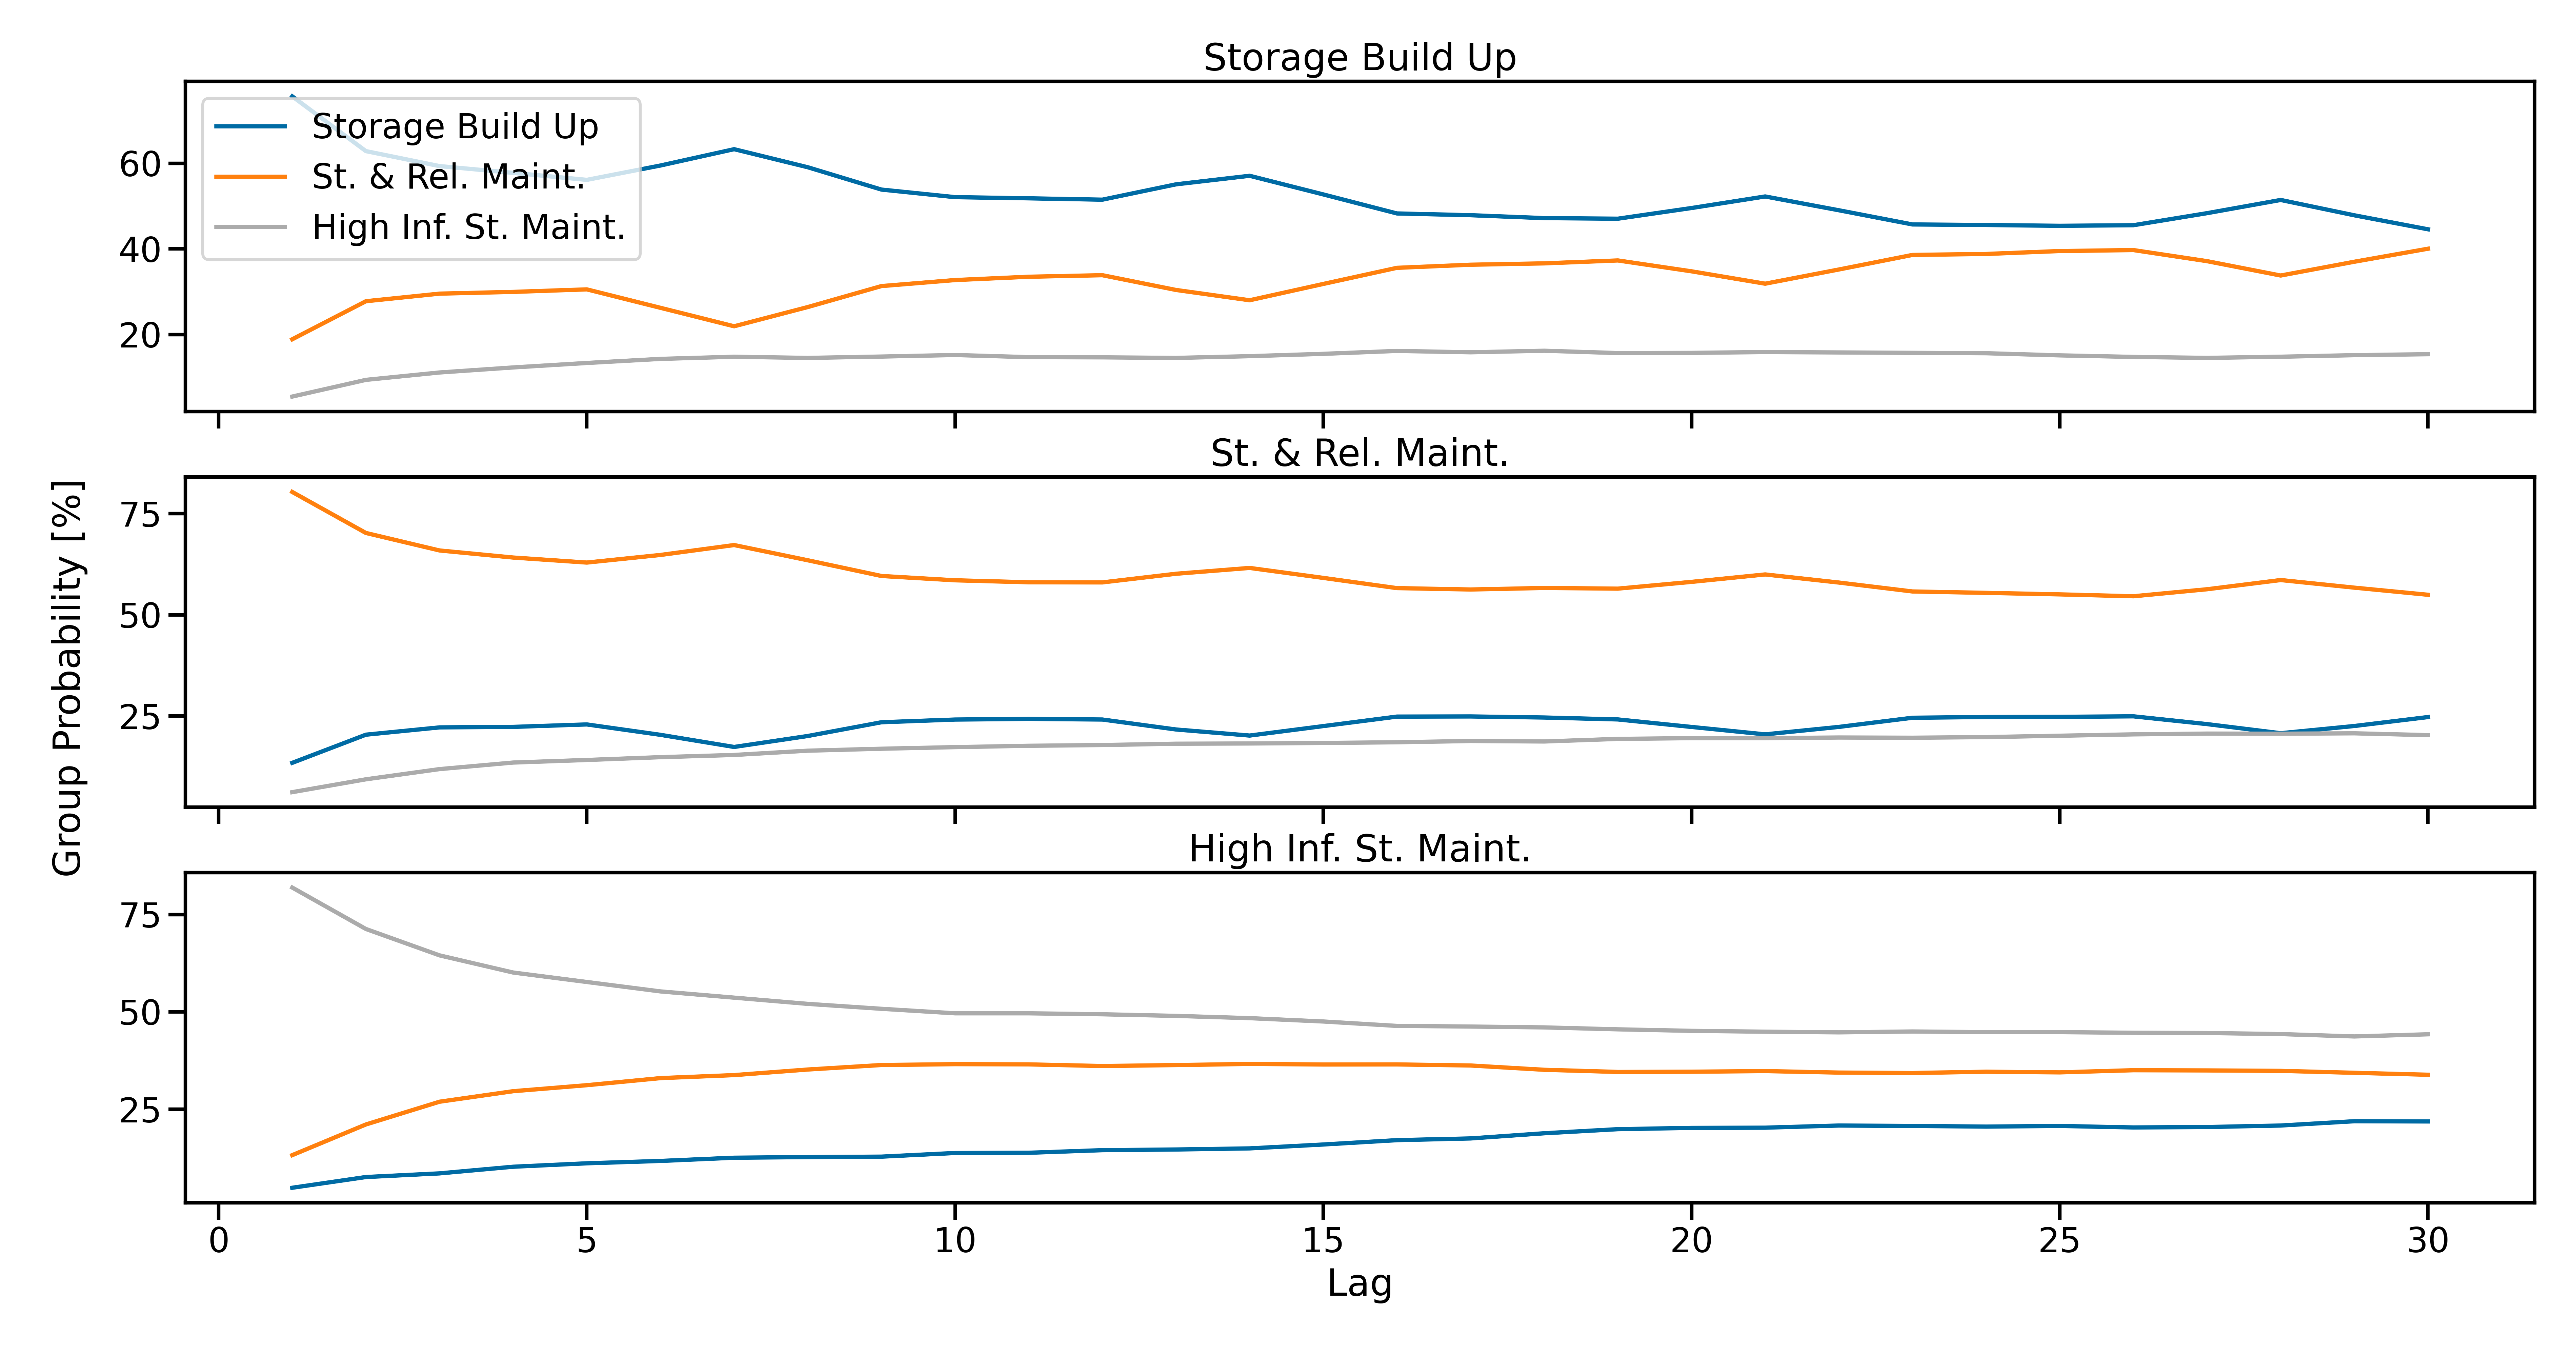 Storage Build Up
Storage Build Up
St. & Rel. Maint.
High Inf. St. Maint.
60
40
20
St. & Rel. Maint.
Group Probability [%]
75
50
25
High Inf. St. Maint.
75
50
25
0 5 10 15 20 25 30
Lag